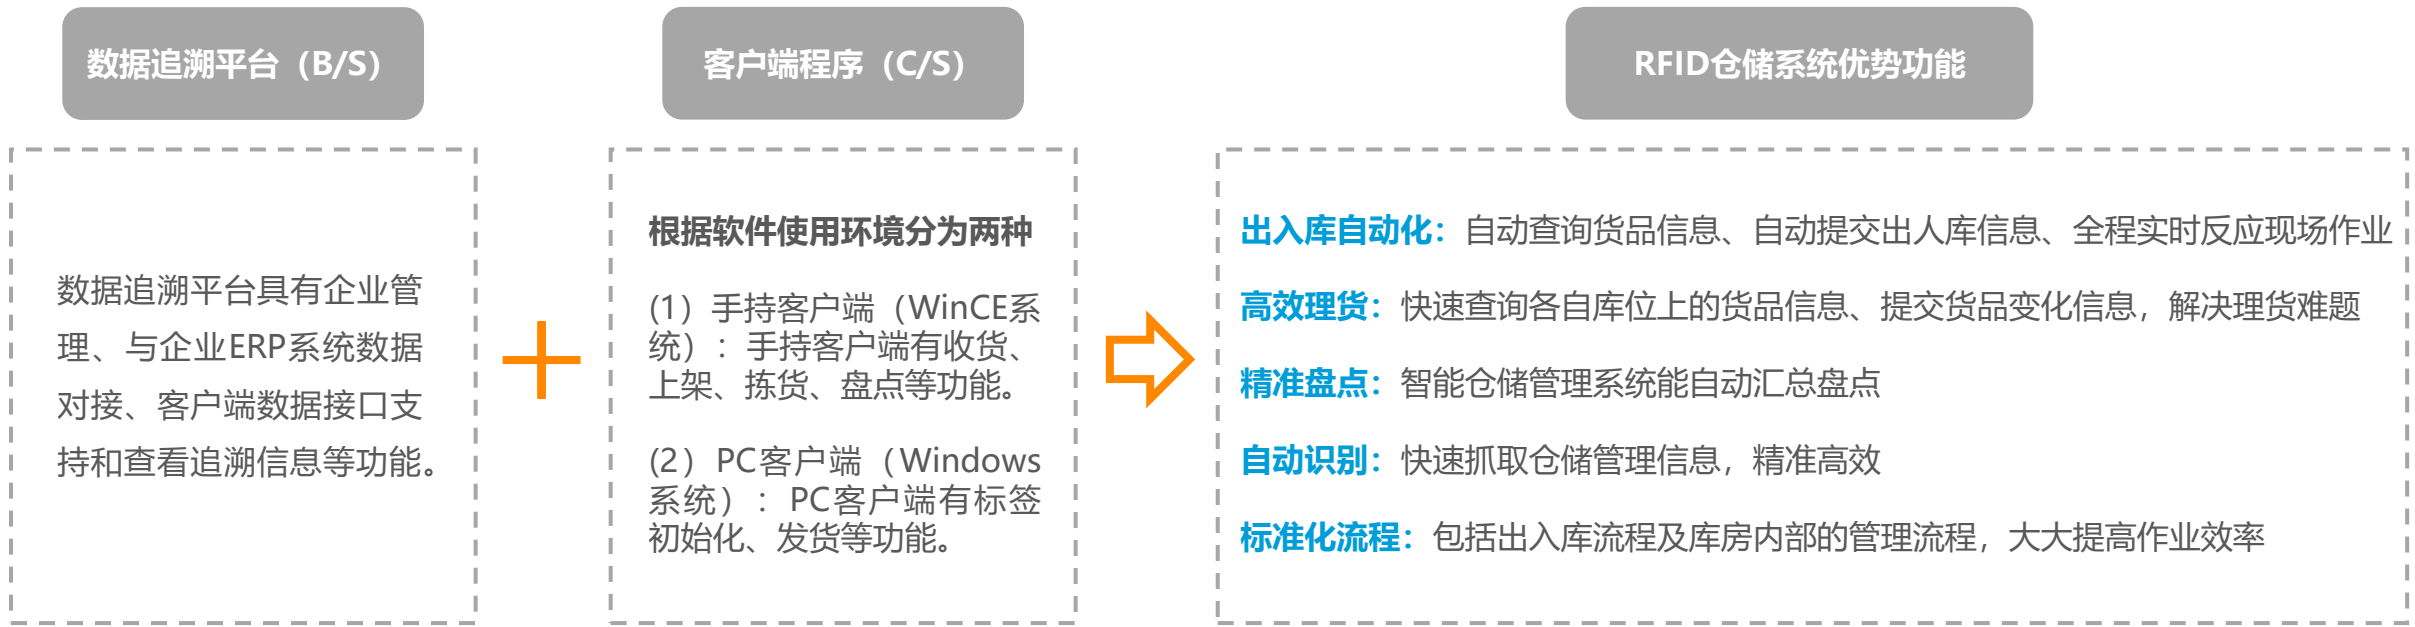 数据追溯平台（B/S）
数据追溯平台具有企业管
理、与企业ERP系统数据
对接、客户端数据接口支
持和查看追溯信息等功能。
客户端程序（C/S）
根据软件使用环境分为两种
(1）手持客户端（WinCE系
统）：手持客户端有收货、
上架、拣货、盘点等功能。
(2）PC客户端（Windows
系统）：PC客户端有标签
初始化、发货等功能。
RFID仓储系统优势功能
出入库自动化：自动查询货品信息、自动提交出人库信息、全程实时反应现场作业
高效理货：快速查询各自库位上的货品信息、提交货品变化信息，解决理货难题
精准盘点：智能仓储管理系统能自动汇总盘点
自动识别：快速抓取仓储管理信息，精准高效
标准化流程：包括出入库流程及库房内部的管理流程，大大提高作业效率